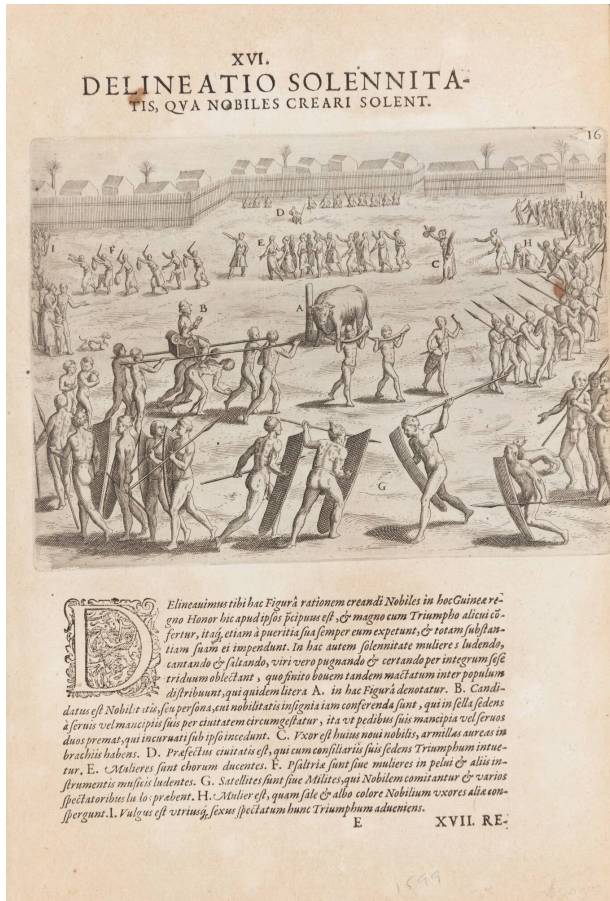 XVI.
DELINEATIO SOLENNITA-
TIS, QVA NOBILES CREARI SOLENT.
16
I
D
I
F
E
C
H
B
A
G
DElineauimus tibi hac Figurâ rationem creandi Nobiles in hoc Guineæ re-
gno Honor hic apud ipsos p̄cipuus est, & magno cum Triumpho alicui cō-
fertur, itaq́, etiam à pueritia sua semper eum expetunt, & totam substan-
tiam suam ei impendunt. In hac autem solennitate mulieres ludendo,
cantando & saltando, viri vero pugnando & certando per integrum sese
triduum oblectant, quo finito bouem tandem mactatum inter populum
distribuunt, qui quidem litera A. in hac Figurâ denotatur. B. Candi-
datus est Nobilitatis, seu persona, cui nobilitatis insignia iam conferenda sunt, qui in sella sedens
à seruis vel mancipiis suis per ciuitatem circumgestatur, ita vt pedibus suis mancipia vel seruos
duos premat, qui incuruati sub ipso incedunt. C. Vxor est huius noui nobilis, armillas aureas in
brachiis habens. D. Præfectus ciuitatis est, qui cum consiliariis suis sedens Triumphum intue-
tur. E. Mulieres sunt chorum ducentes. F. Psaltriæ sunt siue mulieres in pelui & aliis in-
strumentis musicis ludentes. G. Satellites sunt siue Milites, qui Nobilem comitantur & varios
spectatoribus præbent. H. Mulier est, quam sale & albo colore Nobilium vxores aliæ con-
spergunt. I. Vulgus est vtriusq́, sexus spectatum hunc Triumphum adueniens.
E XVII. RE-
1599